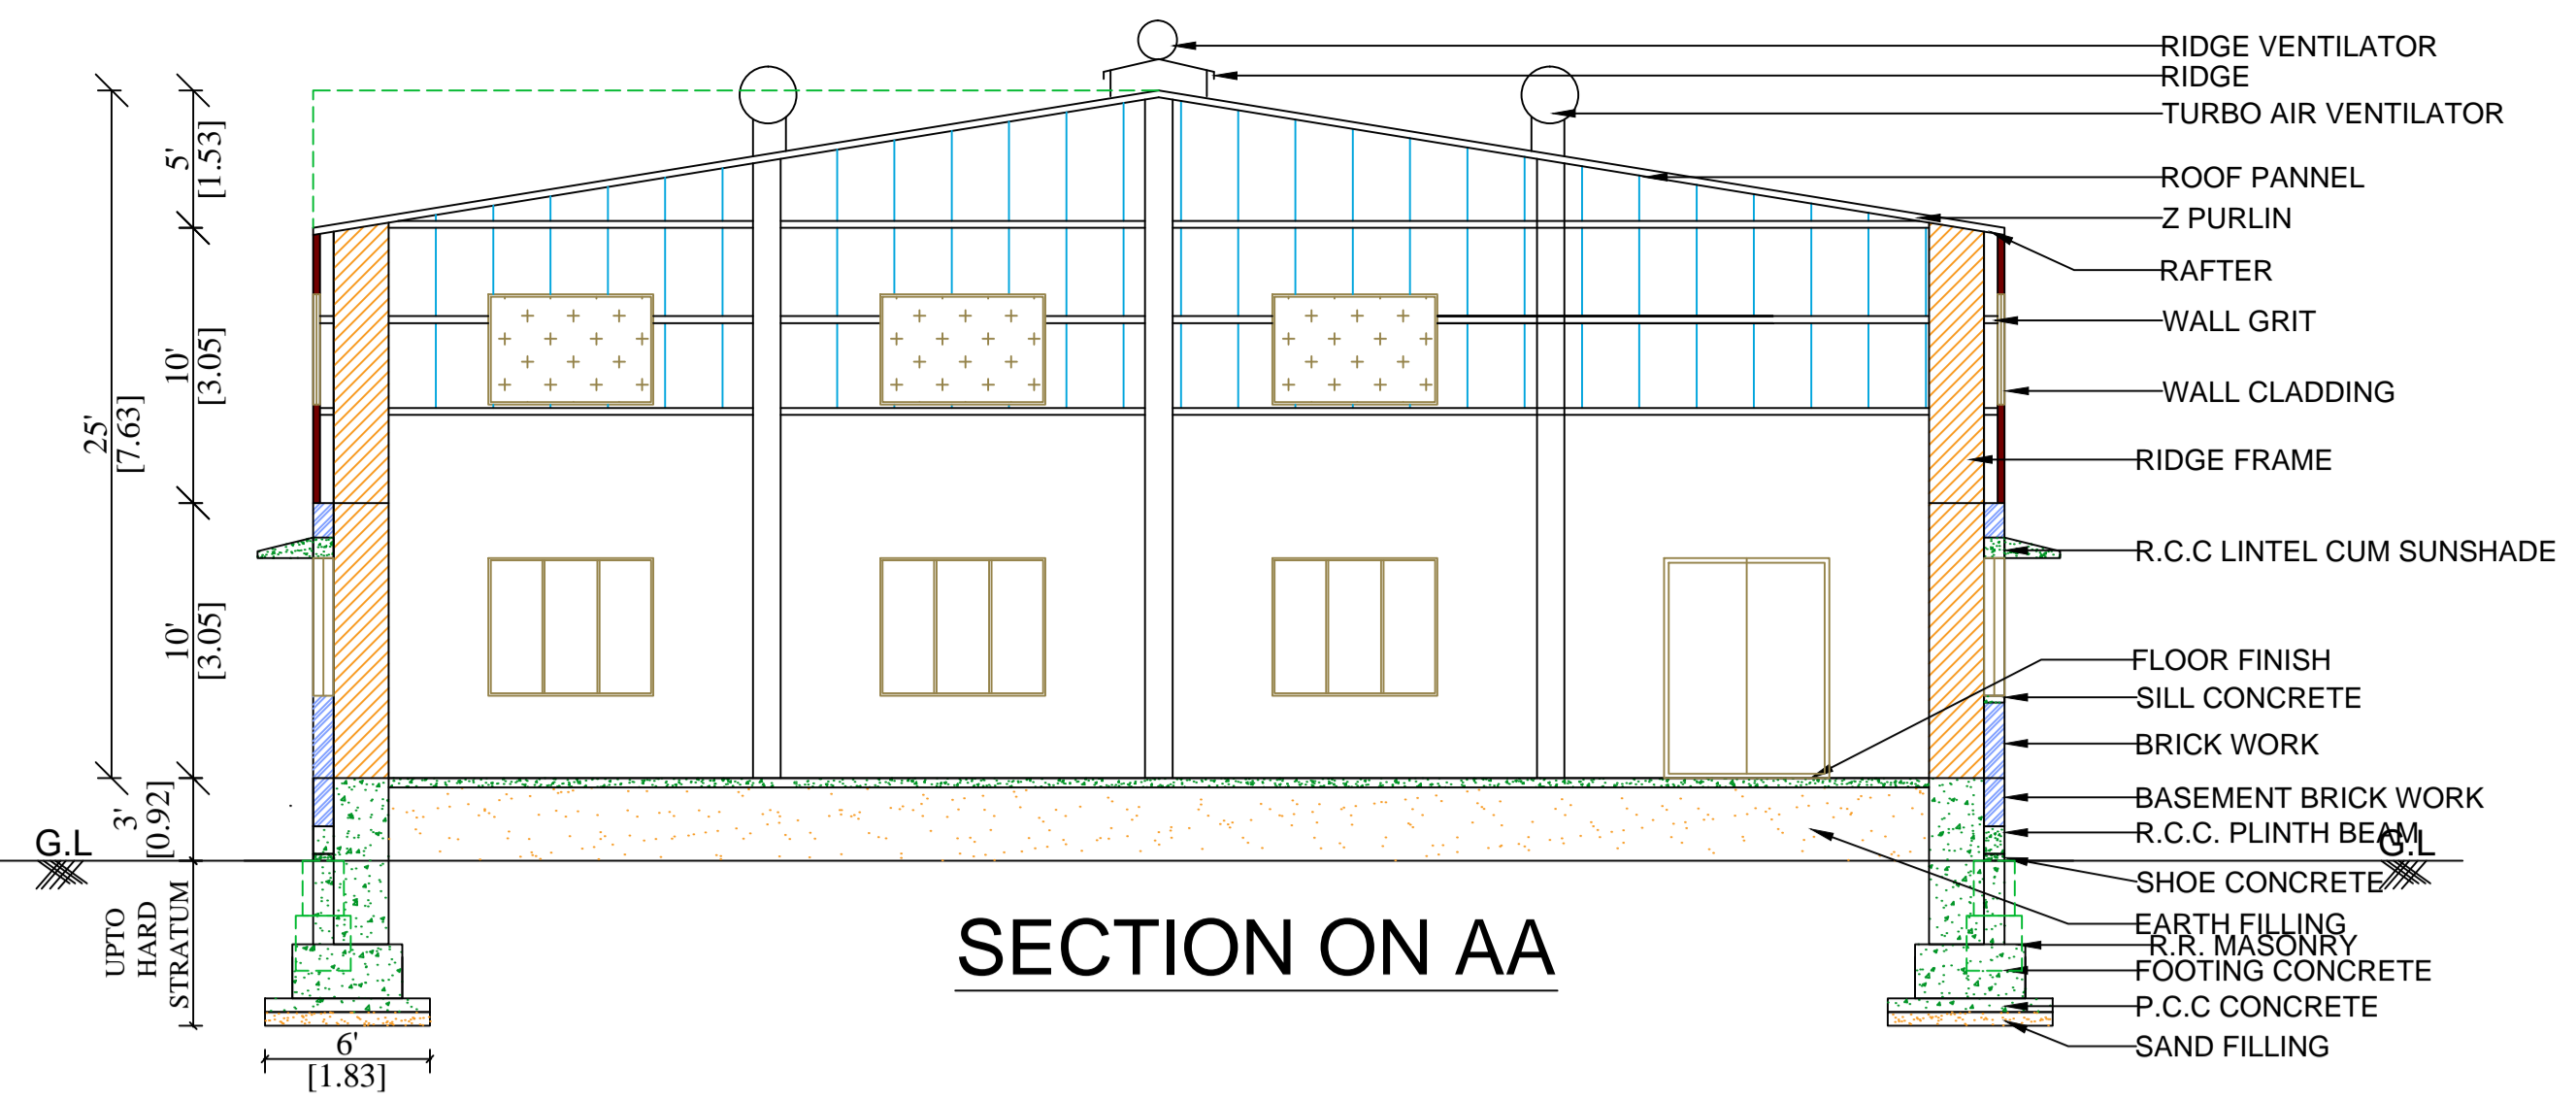 RIDGE VENTILATOR
RIDGE
TURBO AIR VENTILATOR
ROOF PANNEL
Z PURLIN
RAFTER
WALL GRIT
WALL CLADDING
RIDGE FRAME
R.C.C LINTEL CUM SUNSHADE
FLOOR FINISH
SILL CONCRETE
BRICK WORK
BASEMENT BRICK WORK
R.C.C. PLINTH BEAM
G.L
SHOE CONCRETE
EARTH FILLING
R.R. MASONRY
FOOTING CONCRETE
P.C.C CONCRETE
SAND FILLING
5'
[1.53]
10'
[3.05]
25'
[7.63]
10'
[3.05]
3'
[0.92]
G.L
UPTO
HARD
STRATUM
6'
[1.83]
SECTION ON AA